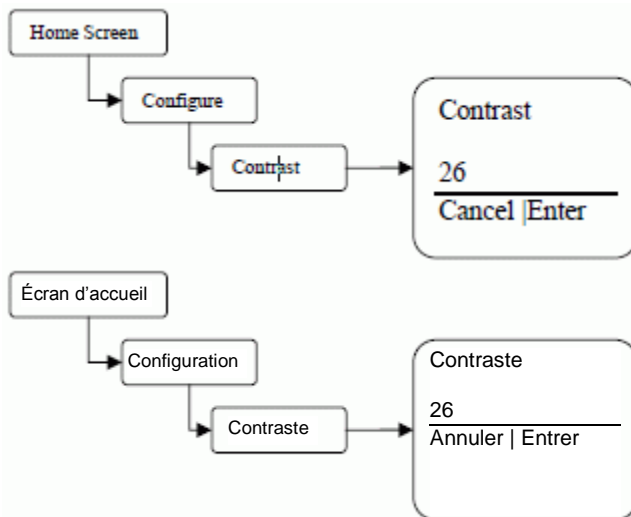 Home Screen
Configure
Contrast
Contrast
26
Cancel |Enter
Écran d’accueil
Configuration
Contraste
Contraste
26
Annuler | Entrer